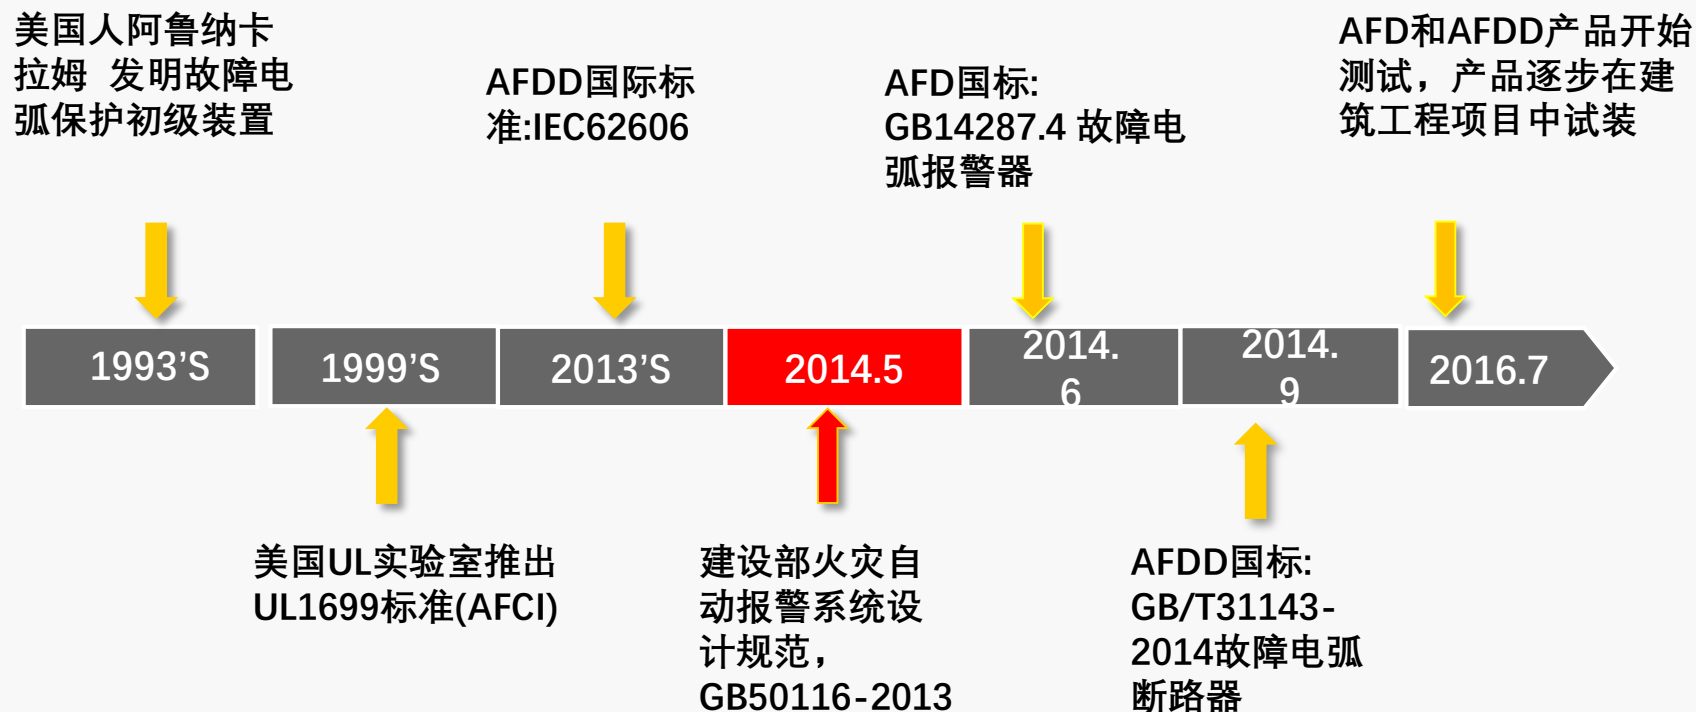 美国人阿鲁纳卡
拉姆 发明故障电
弧保护初级装置
AFDD国际标
准:IEC62606
AFD国标:
GB14287.4 故障电
弧报警器
AFD和AFDD产品开始
测试，产品逐步在建
筑工程项目中试装
1993’S
1999’S
2013’S
2014.5
2014.
6
2014.
9
2016.7
美国UL实验室推出
UL1699标准(AFCI)
建设部火灾自
动报警系统设
计规范，
GB50116-2013
AFDD国标:
GB/T31143-
2014故障电弧
断路器